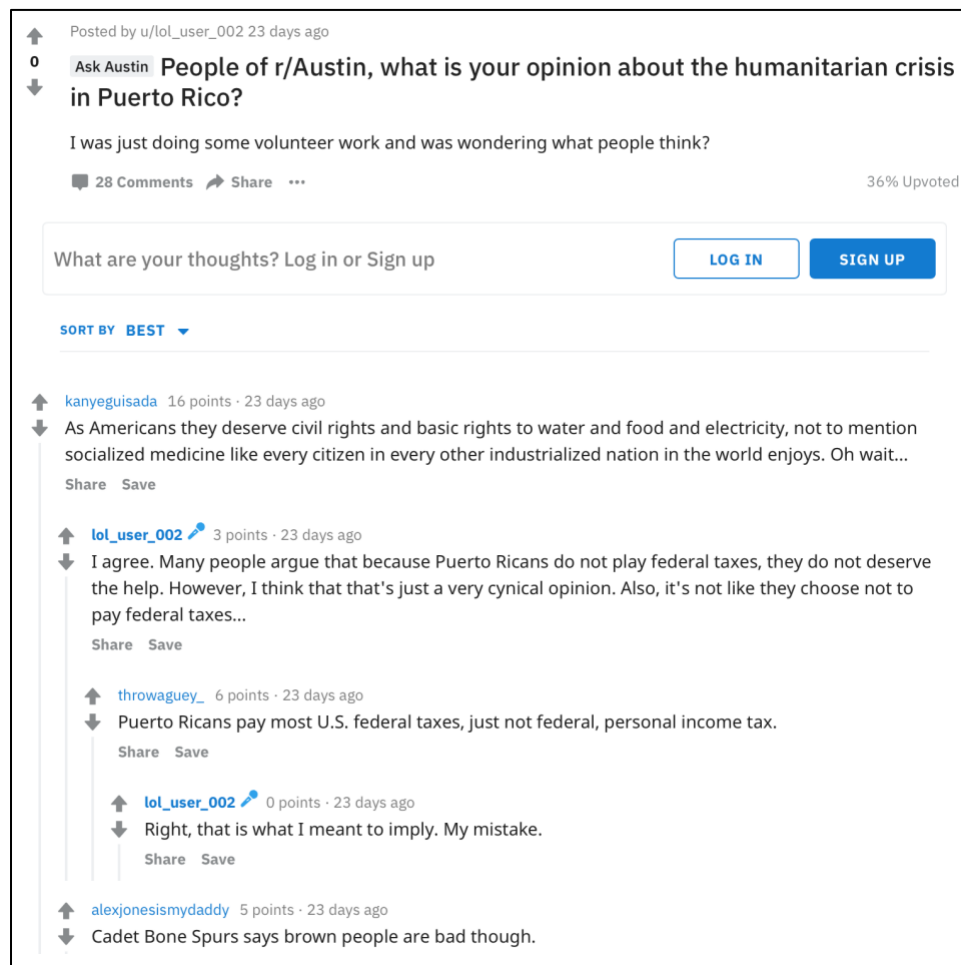 Posted by u/lol_user_002 23 days ago
0
Ask Austin People of r/Austin, what is your opinion about the humanitarian crisis
in Puerto Rico?
I was just doing some volunteer work and was wondering what people think?
28 Comments Share ...
36% Upvoted
What are your thoughts? Log in or Sign up
LOG IN
SIGN UP
SORT BY BEST
kanyeguisada 16 points · 23 days ago
As Americans they deserve civil rights and basic rights to water and food and electricity, not to mention
socialized medicine like every citizen in every other industrialized nation in the world enjoys. Oh wait...
Share Save
lol_user_002 3 points · 23 days ago
I agree. Many people argue that because Puerto Ricans do not play federal taxes, they do not deserve
the help. However, I think that that's just a very cynical opinion. Also, it's not like they choose not to
pay federal taxes...
Share Save
throwaguey_ 6 points · 23 days ago
Puerto Ricans pay most U.S. federal taxes, just not federal, personal income tax.
Share Save
lol_user_002 0 points · 23 days ago
Right, that is what I meant to imply. My mistake.
Share Save
alexjonesismydaddy 5 points · 23 days ago
Cadet Bone Spurs says brown people are bad though.